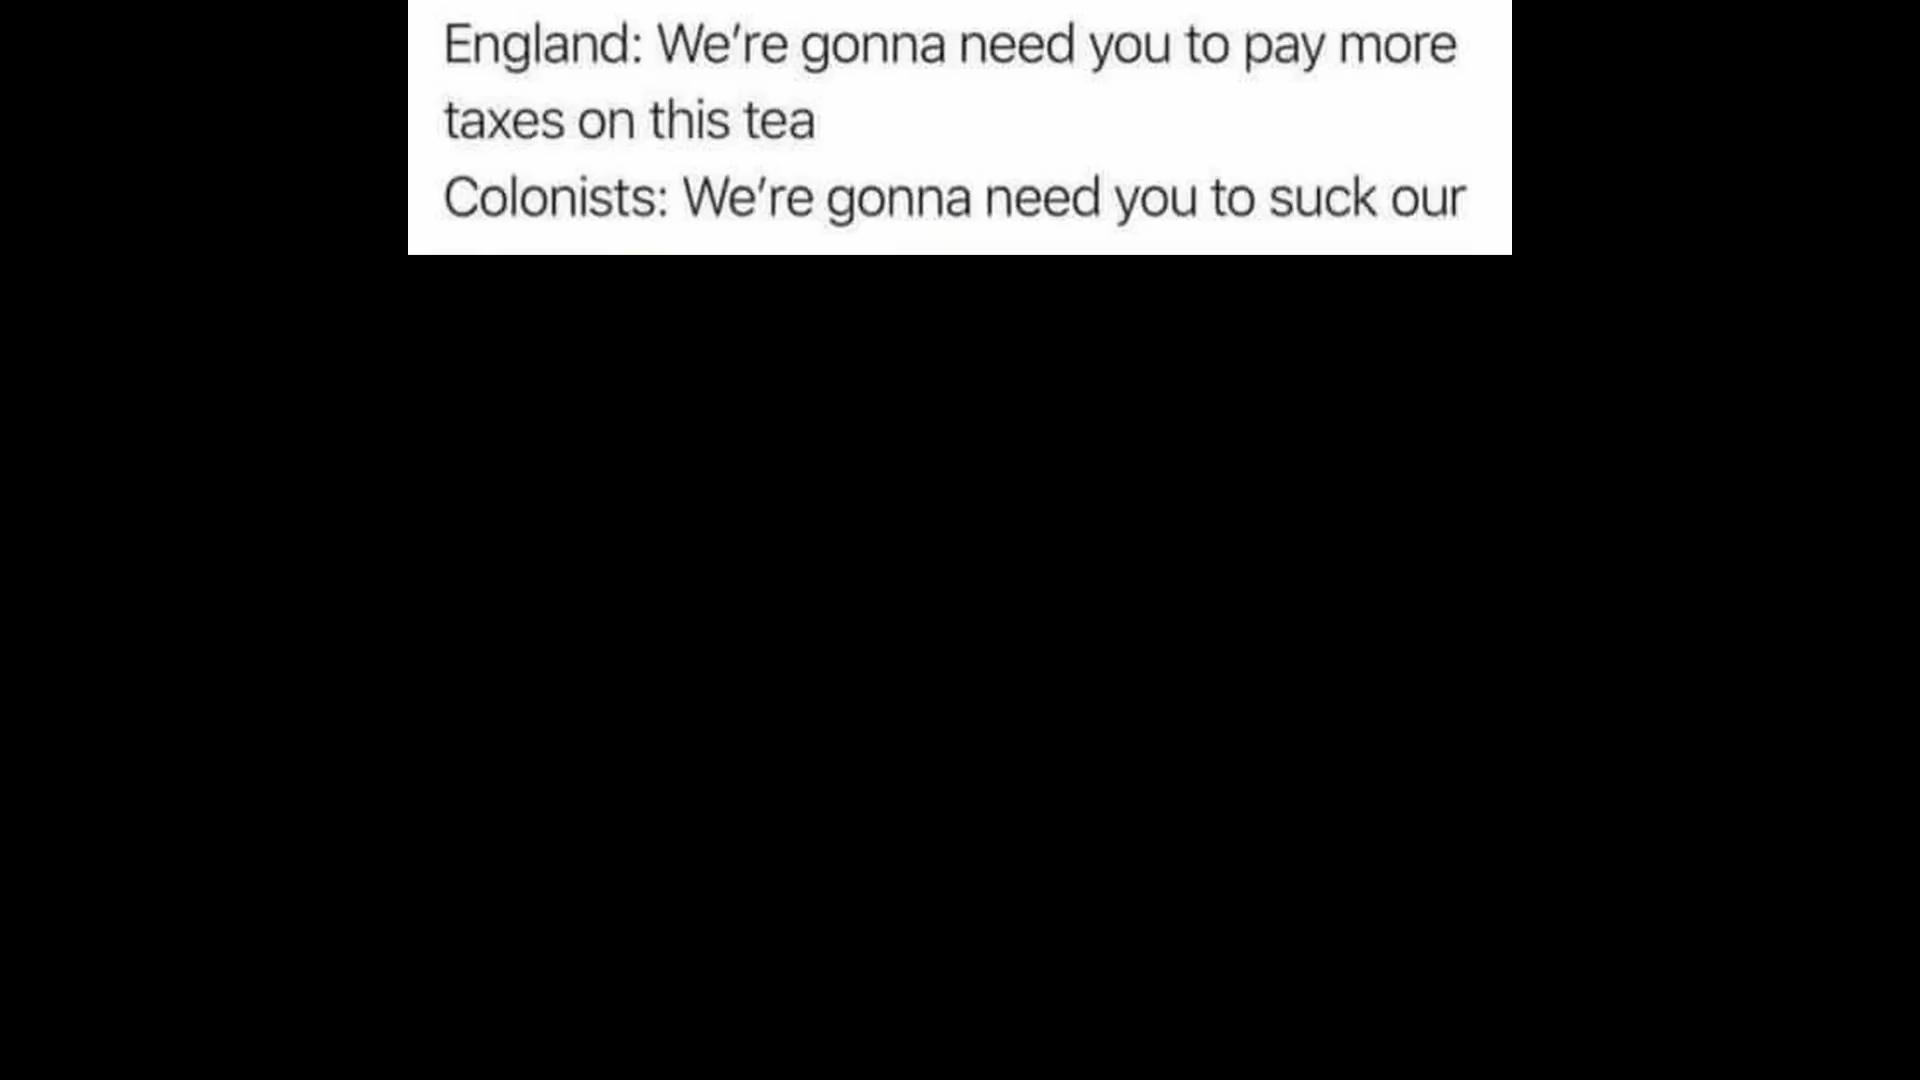 England: We're gonna need you to pay more
taxes on this tea
Colonists: We're gonna need you to suck our